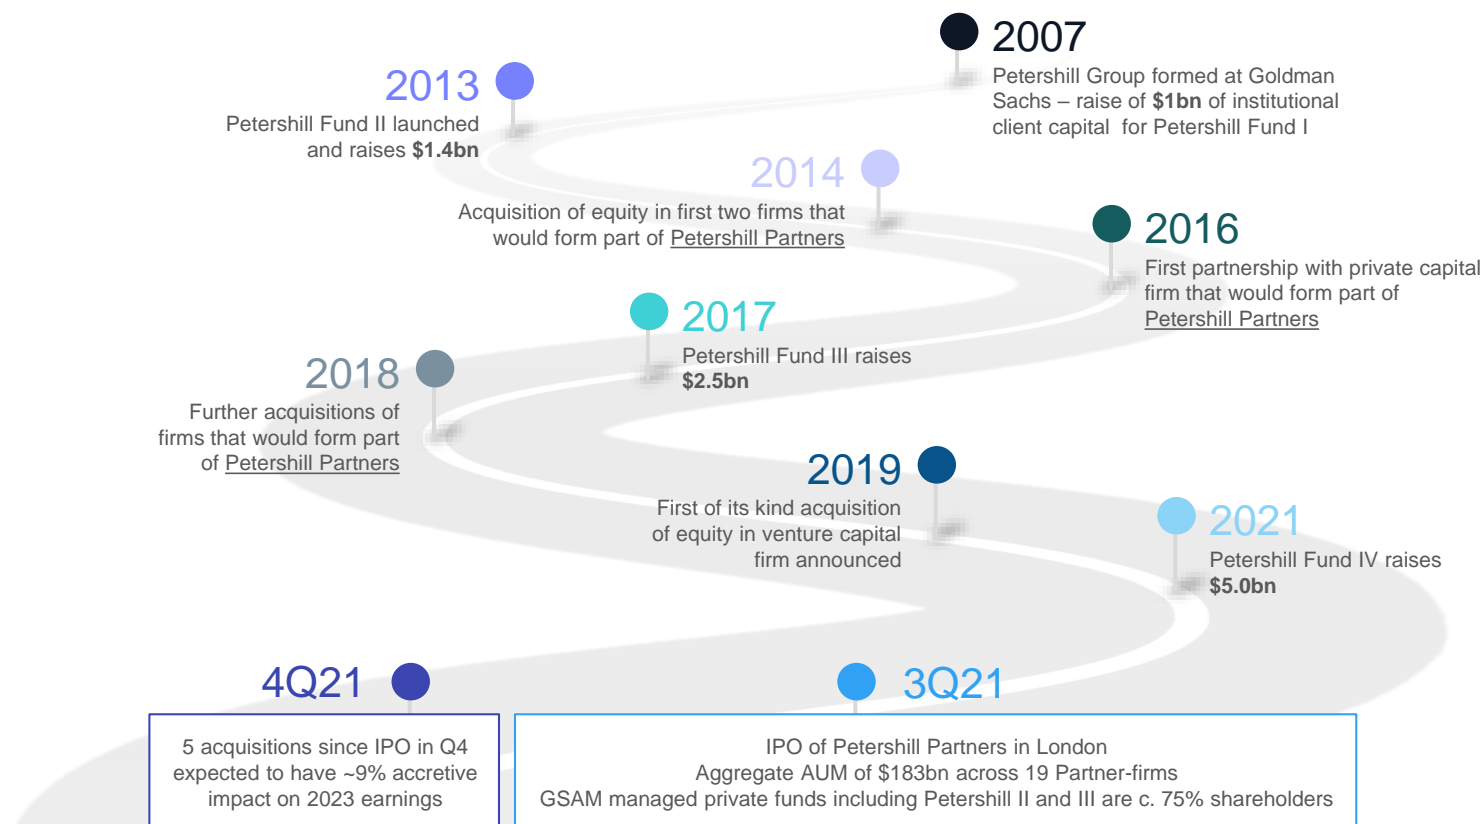 2007
Petershill Group formed at Goldman
Sachs – raise of $1bn of institutional
client capital for Petershill Fund I
2013
Petershill Fund II launched
and raises $1.4bn
2014
Acquisition of equity in first two firms that
would form part of Petershill Partners
2016
First partnership with private capital
firm that would form part of
Petershill Partners
2017
Petershill Fund III raises
$2.5bn
2018
Further acquisitions of
firms that would form part
of Petershill Partners
2019
First of its kind acquisition
of equity in venture capital
firm announced
2021
Petershill Fund IV raises
$5.0bn
3Q21
IPO of Petershill Partners in London
Aggregate AUM of $183bn across 19 Partner-firms
GSAM managed private funds including Petershill II and III are c. 75% shareholders
4Q21
5 acquisitions since IPO in Q4
expected to have ~9% accretive
impact on 2023 earnings